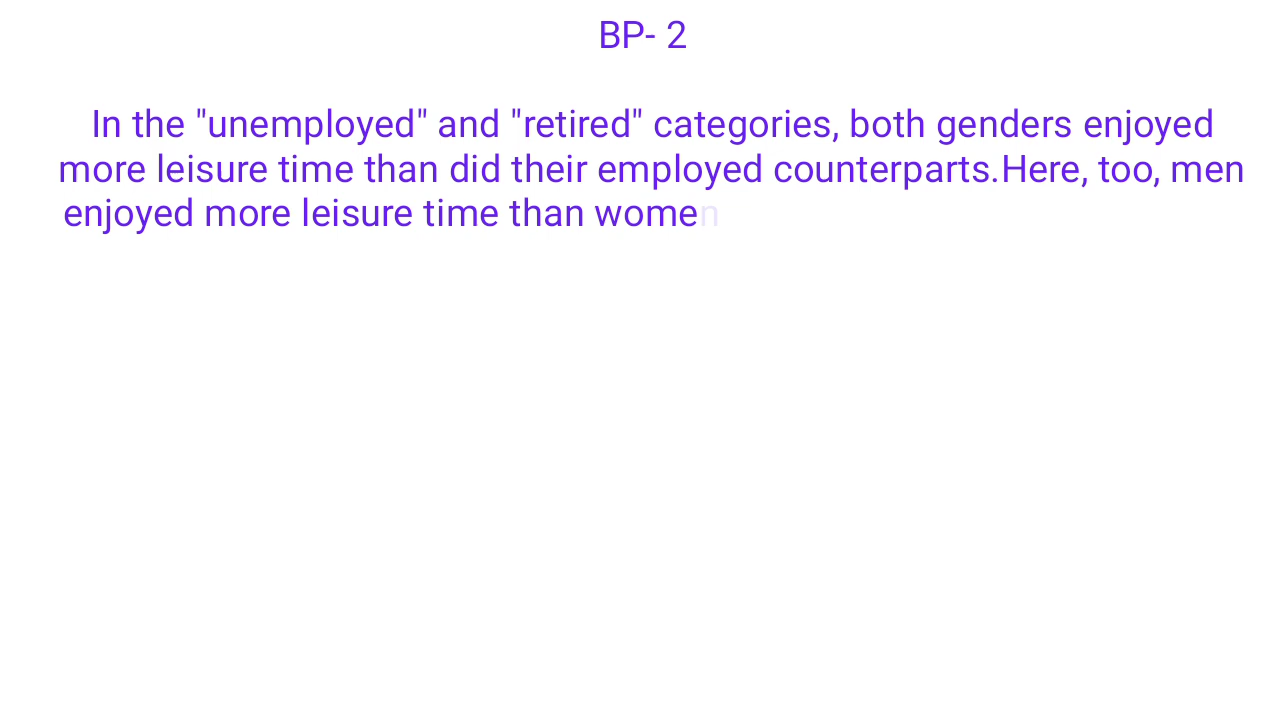 BP- 2
In the "unemployed" and "retired" categories, both genders enjoyed
more leisure time than did their employed counterparts.Here, too, men
enjoyed more leisure time than women